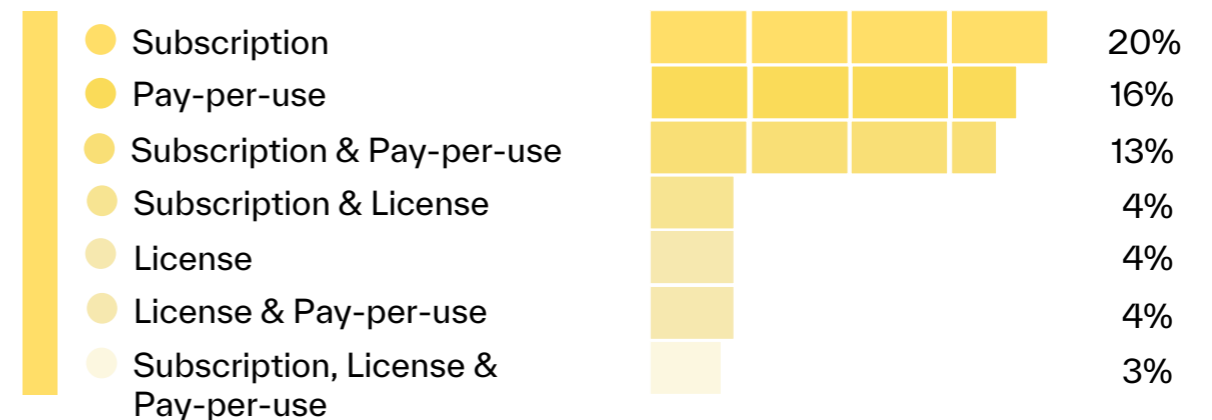 Subscription 20%
Pay-per-use 16%
Subscription & Pay-per-use 13%
Subscription & License 4%
License 4%
License & Pay-per-use 4%
Subscription, License & 3%
Pay-per-use